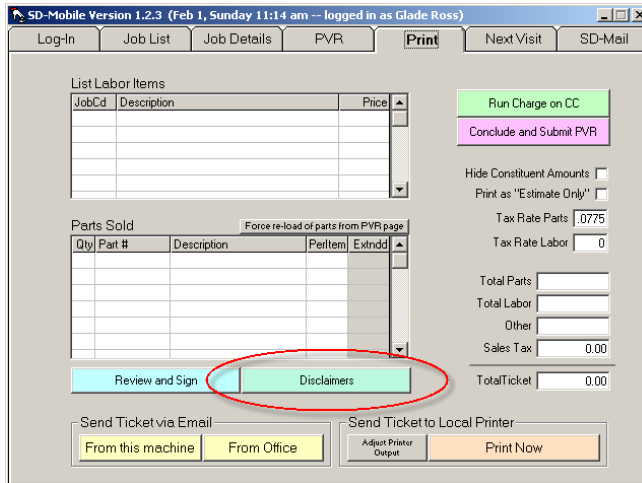 SD-Mobile Version 1.2.3 (Feb 1, Sunday 11:14 am -- logged in as Glade Ross)
Log-In Job List Job Details PVR Print Next Visit SD-Mail
List Labor Items
JobCd Description Price
Run Charge on CC
Conclude and Submit PVR
Hide Constituent Amounts
Print as "Estimate Only"
Tax Rate Parts .0775
Tax Rate Labor 0
Parts Sold Force re-load of parts from PVR page
Qty Part # Description PerItem Extndd
Total Parts
Total Labor
Other
Sales Tax 0.00
TotalTicket 0.00
Review and Sign Disclaimers
Send Ticket via Email
From this machine From Office
Send Ticket to Local Printer
Adjust Printer
Output
Print Now